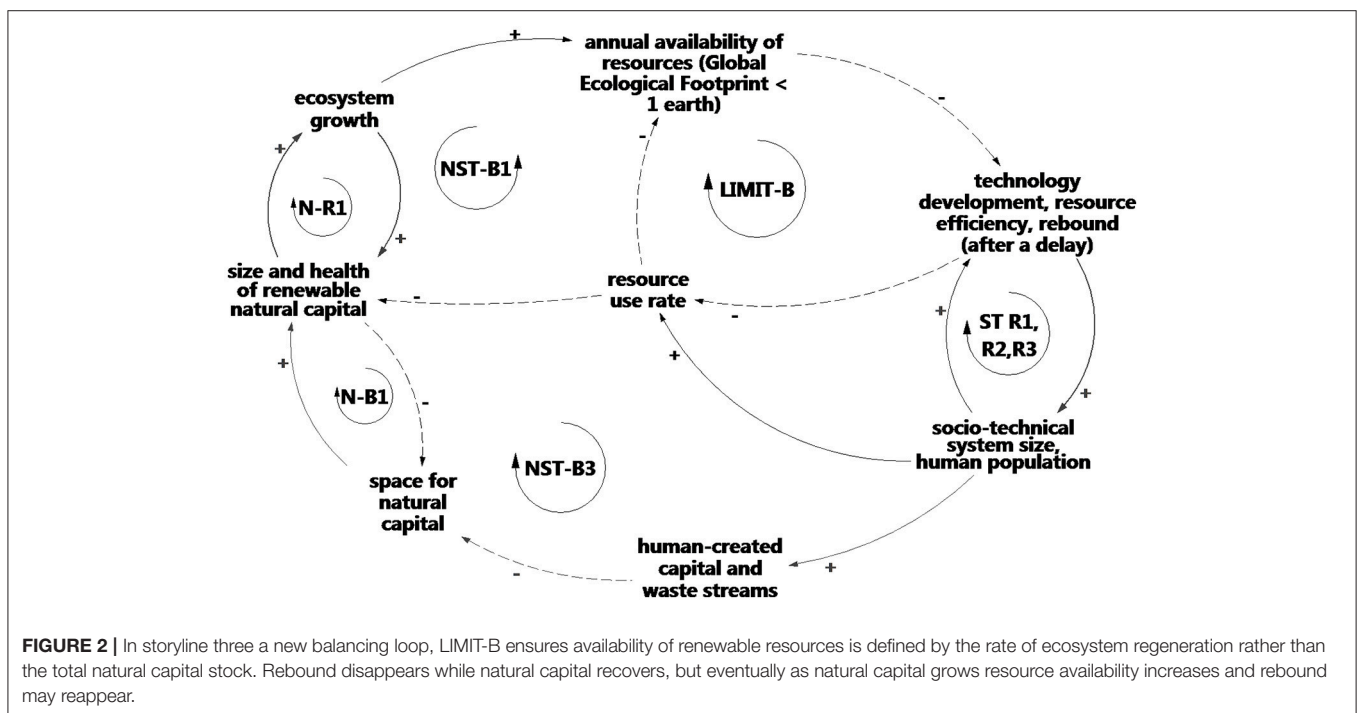 +
annual availability of
resources (Global
Ecological Footprint <
1 earth)
-
ecosystem
growth
-
+
NST-B1
LIMIT-B
technology
development, resource
efficiency, rebound
(after a delay)
N-R1
+
size and health
of renewable
natural capital
-
resource
use rate
-
+
ST R1,
R2,R3
+
+
N-B1
-
+
socio-technical
system size,
human population
NST-B3
space for
natural
capital
human-created
capital and
waste streams
-
+
FIGURE 2 | In storyline three a new balancing loop, LIMIT-B ensures availability of renewable resources is defined by the rate of ecosystem regeneration rather than
the total natural capital stock. Rebound disappears while natural capital recovers, but eventually as natural capital grows resource availability increases and rebound
may reappear.